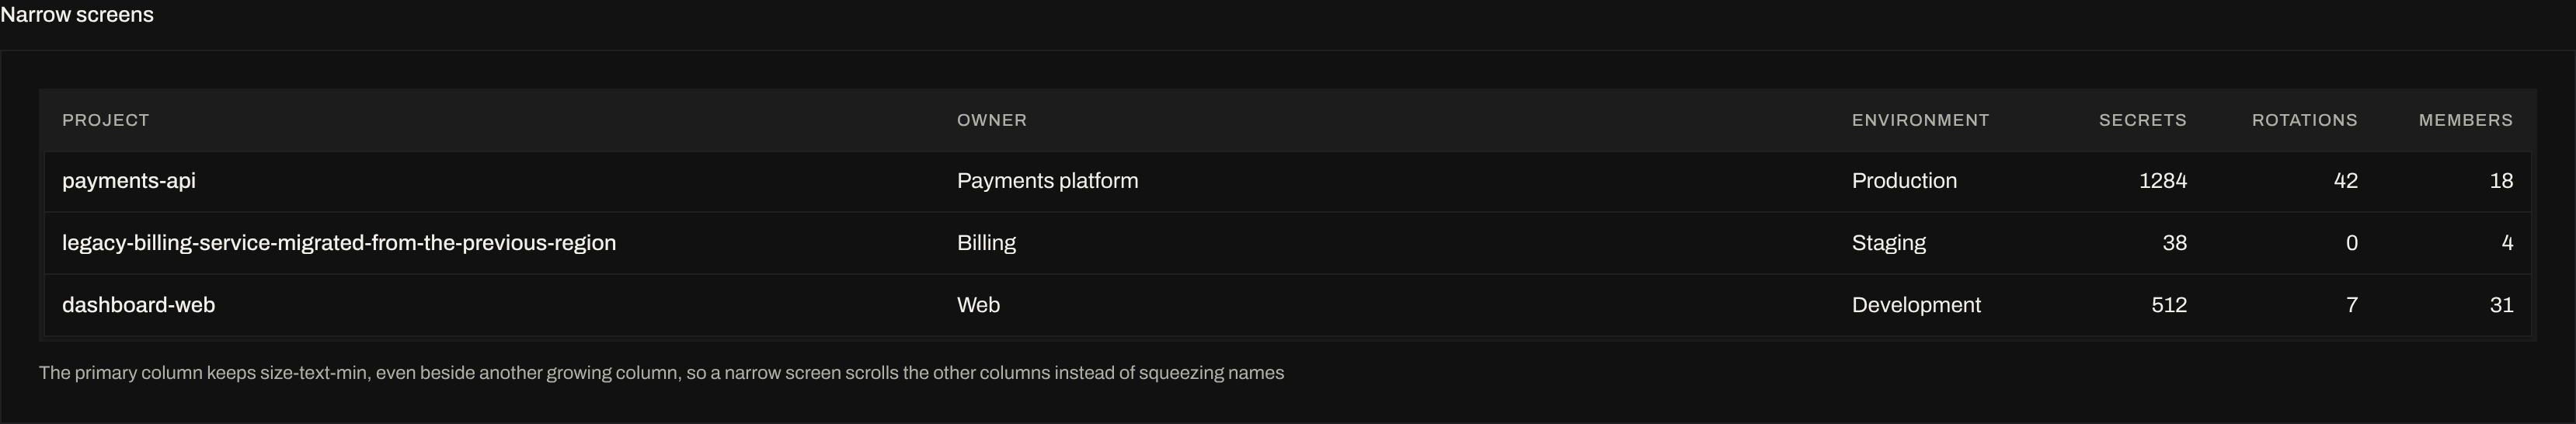 Narrow screens
PROJECT OWNER ENVIRONMENT SECRETS ROTATIONS MEMBERS
payments-api Payments platform Production 1284 42 18
legacy-billing-service-migrated-from-the-previous-region Billing Staging 38 0 4
dashboard-web Web Development 512 7 31
The primary column keeps size-text-min, even beside another growing column, so a narrow screen scrolls the other columns instead of squeezing names